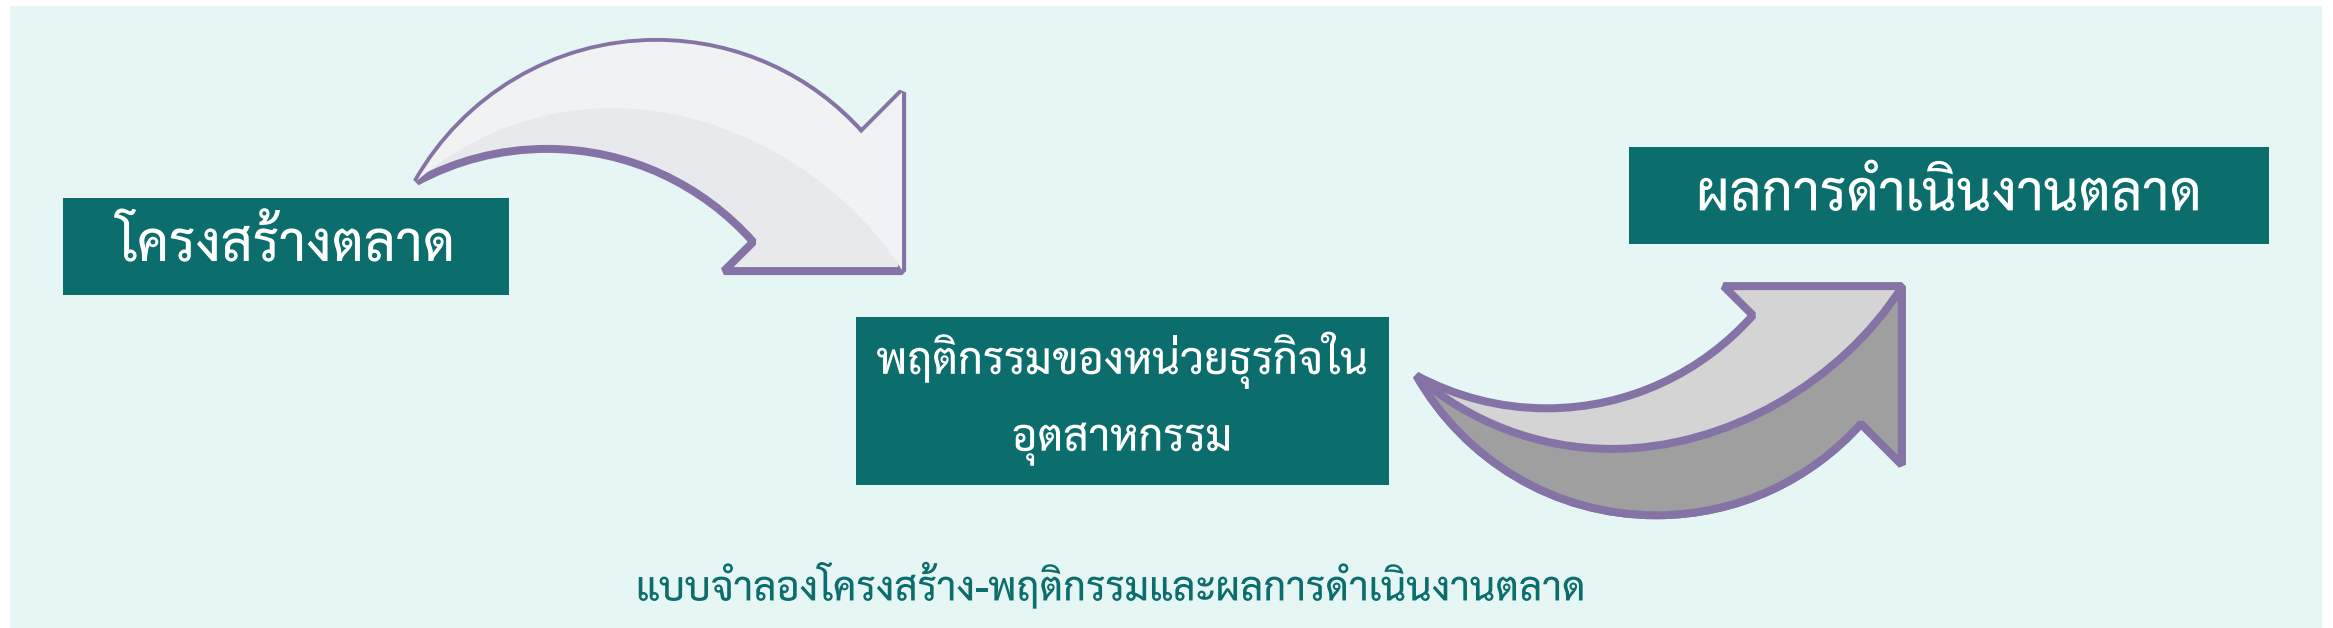 โครงสร้างตลาด
ผลการดำเนินงานตลาด
พฤติกรรมของหน่วยธุรกิจใน
อุตสาหกรรม
แบบจำลองโครงสร้าง-พฤติกรรมและผลการดำเนินงานตลาด